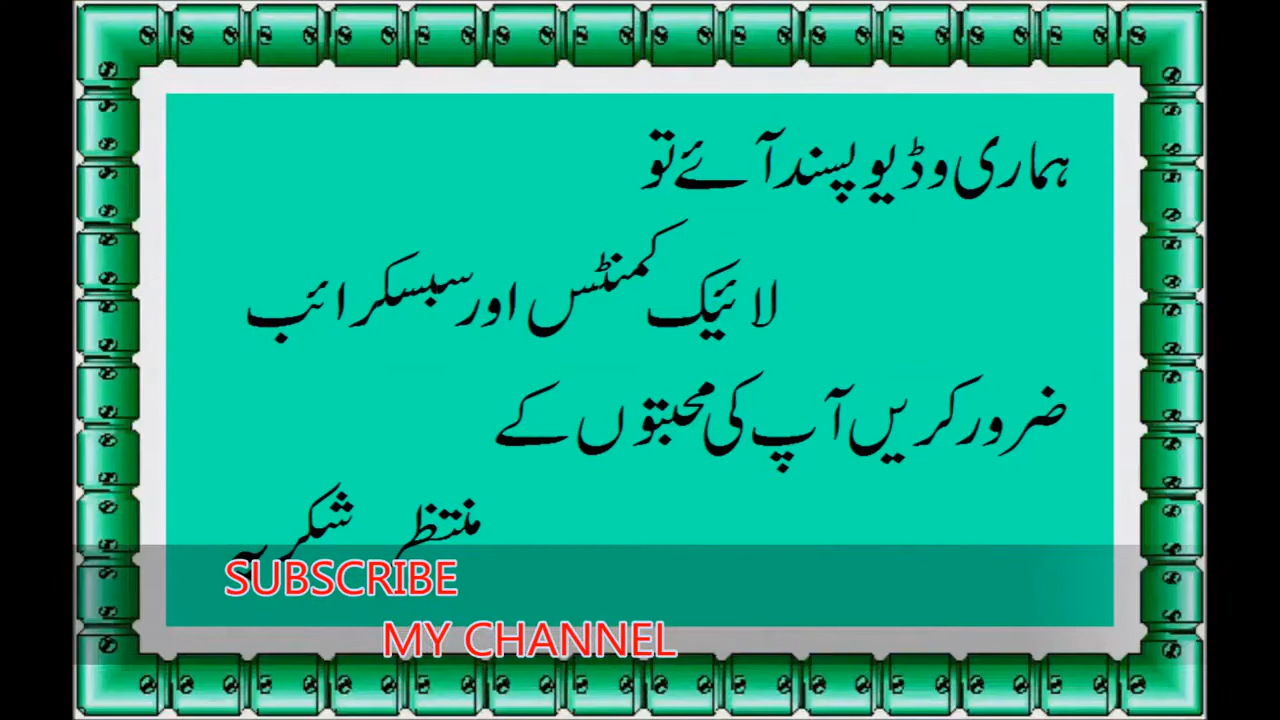 ہماری وڈیو پسند آئے تو
لائیک کمنٹس اور سبسکرائب
ضرور کریں آپ کی محبتوں کے
منتظر شکریہ
SUBSCRIBE
MY CHANNEL